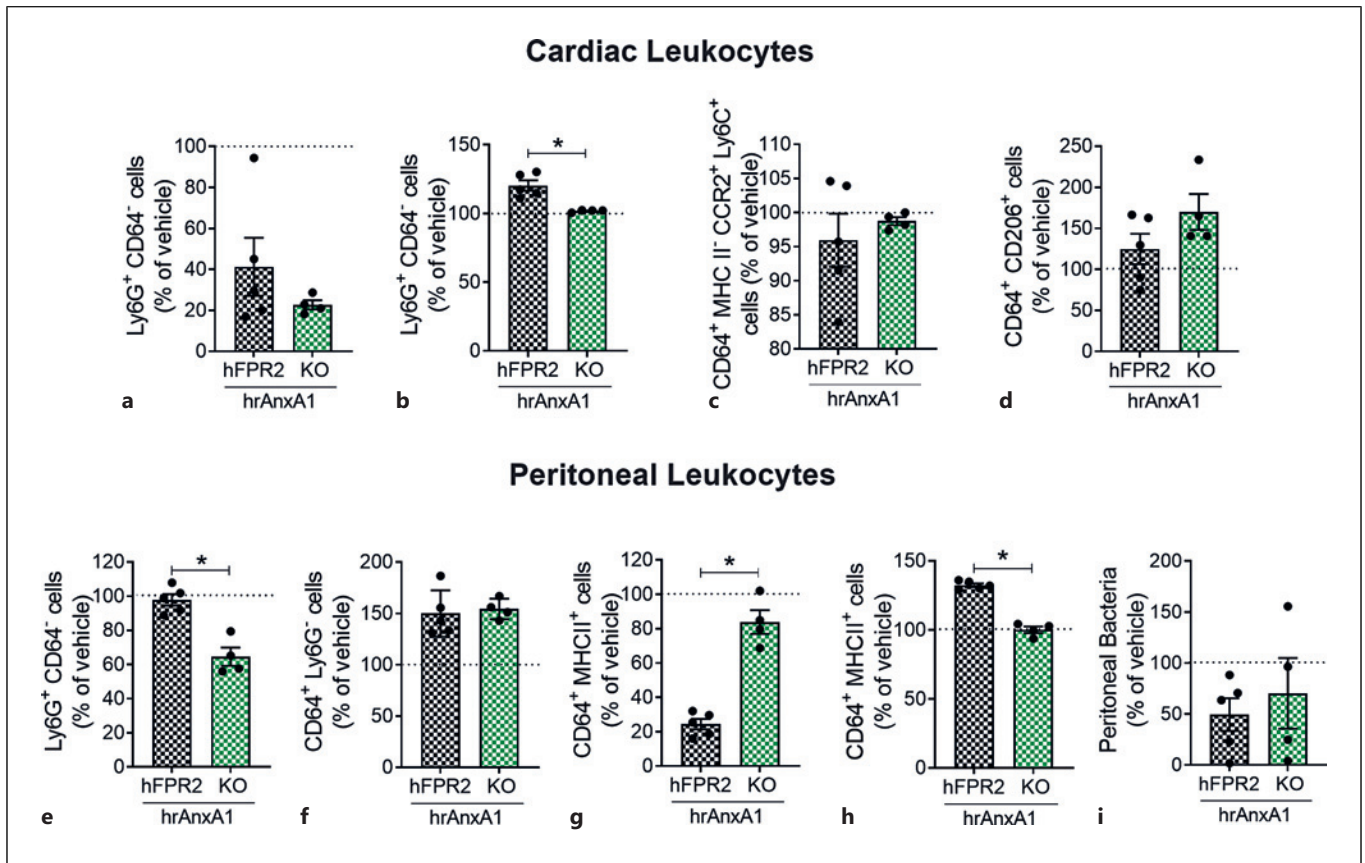 Cardiac Leukocytes
Ly6G+ CD64- cells
(% of vehicle)
100
80
60
40
20
0
hFPR2 KO
hrAnxA1
a
Ly6G+ CD64- cells
(% of vehicle)
150
100
50
0
*
hFPR2 KO
hrAnxA1
b
CD64+ MHC II- CCR2+ Ly6C+
cells (% of vehicle)
110
105
100
95
90
85
80
hFPR2 KO
hrAnxA1
c
CD64+ CD206+ cells
(% of vehicle)
250
200
150
100
50
0
hFPR2 KO
hrAnxA1
d
Peritoneal Leukocytes
Ly6G+ CD64- cells
(% of vehicle)
120
100
80
60
40
20
0
*
hFPR2 KO
hrAnxA1
e
CD64+ Ly6G- cells
(% of vehicle)
200
150
100
50
0
hFPR2 KO
hrAnxA1
f
CD64+ MHCII+ cells
(% of vehicle)
120
100
80
60
40
20
0
*
hFPR2 KO
hrAnxA1
g
CD64+ MHCII+ cells
(% of vehicle)
150
100
50
0
*
hFPR2 KO
hrAnxA1
h
Peritoneal Bacteria
(% of vehicle)
200
150
100
50
0
hFPR2 KO
hrAnxA1
i